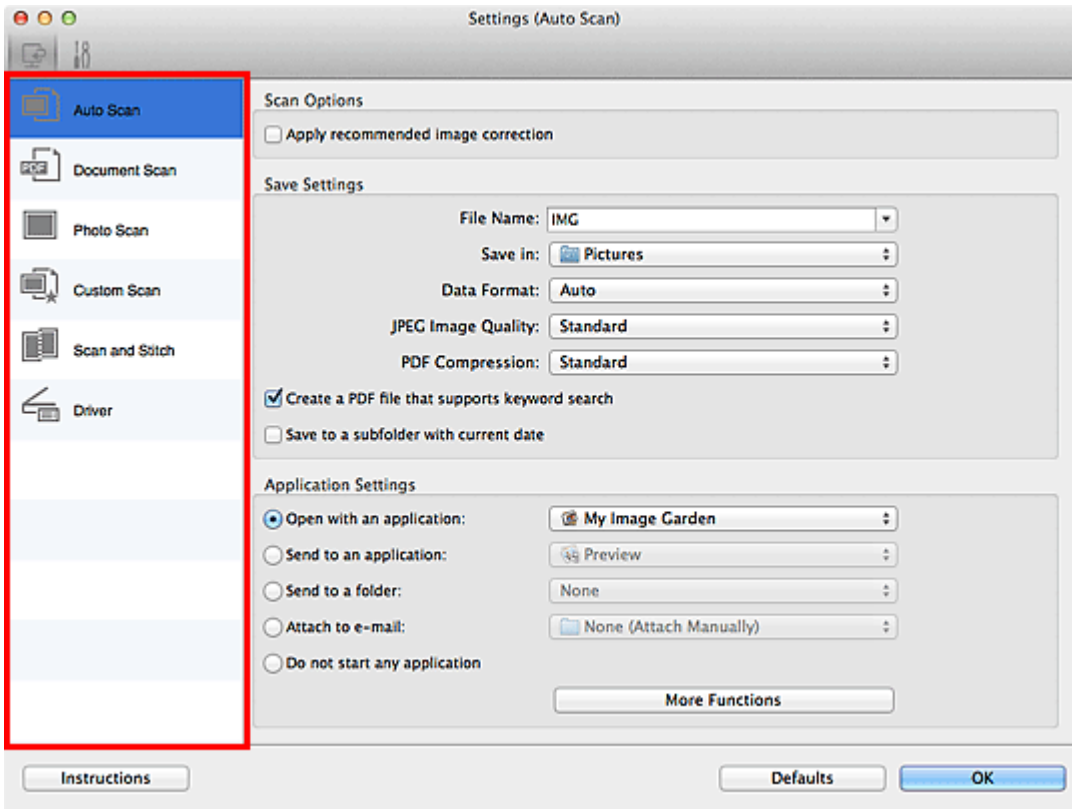 Settings (Auto Scan)
Auto Scan
Document Scan
PDF
Photo Scan
Custom Scan
Scan and Stitch
Driver
Scan Options
Apply recommended image correction
Save Settings
File Name: IMG
Save in: Pictures
Data Format: Auto
JPEG Image Quality: Standard
PDF Compression: Standard
Create a PDF file that supports keyword search
Save to a subfolder with current date
Application Settings
Open with an application: My Image Garden
Send to an application: Preview
Send to a folder: None
Attach to e-mail: None (Attach Manually)
Do not start any application
More Functions
Instructions
Defaults
OK